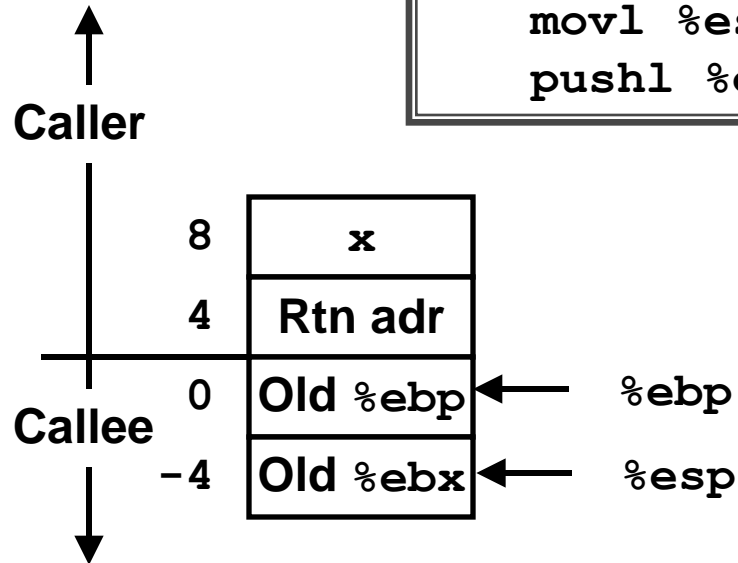 movl
pushl
Caller
8 x
4 Rtn adr
0 Old %ebp %ebp
Callee
-4 Old %ebx %esp